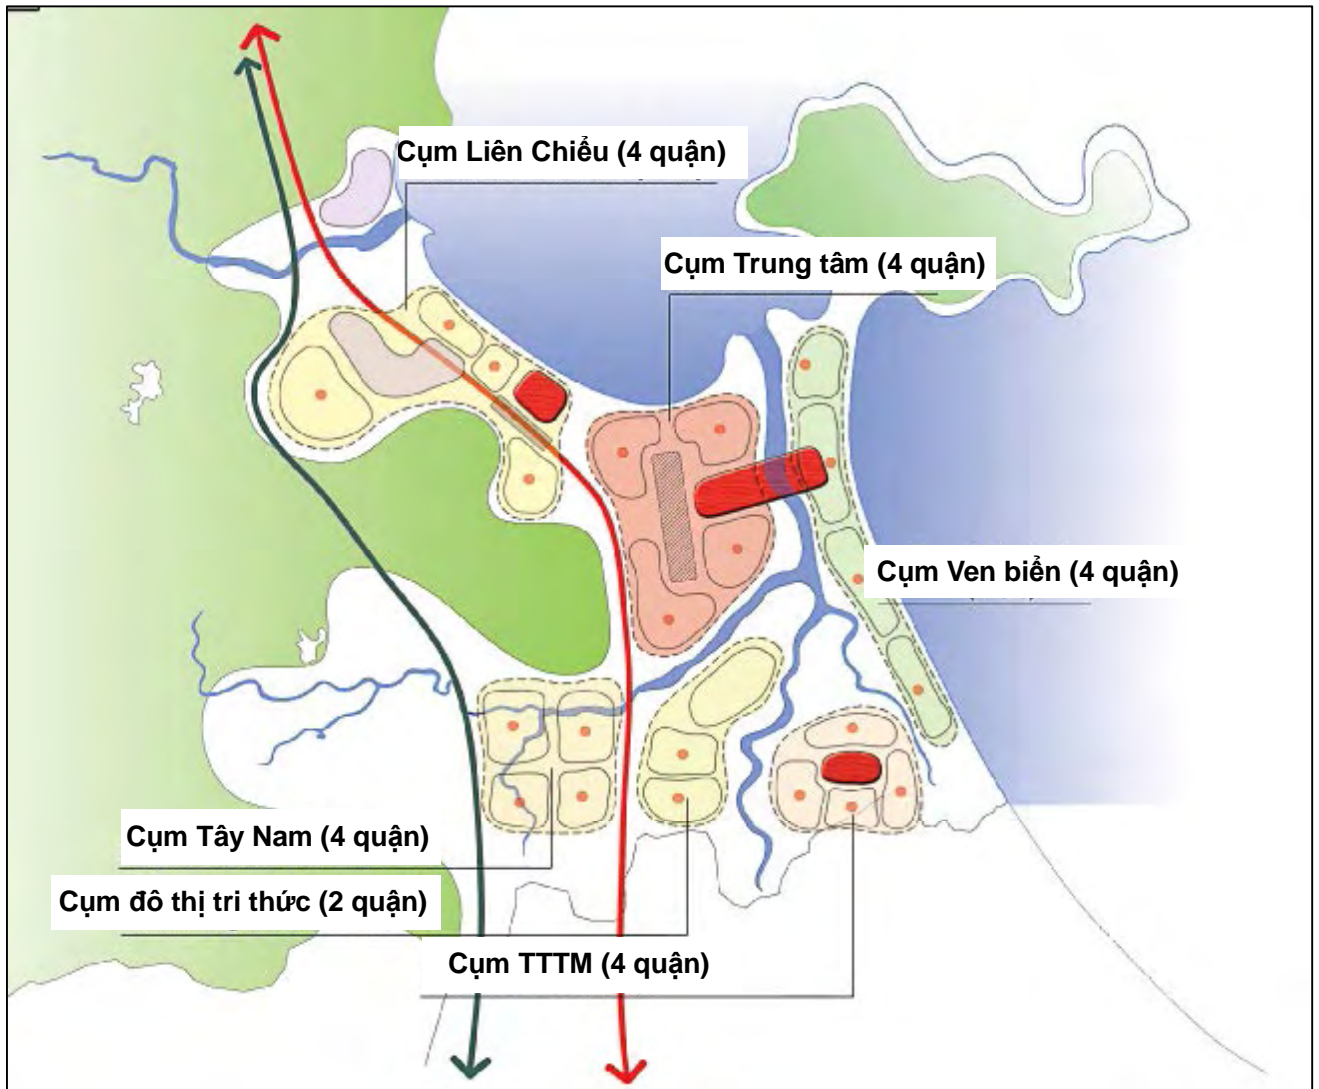 Cụm Liên Chiểu (4 quận)
Cụm Trung tâm (4 quận)
Cụm Ven biển (4 quận)
Cụm Tây Nam (4 quận)
Cụm đô thị tri thức (2 quận)
Cụm TTTM (4 quận)